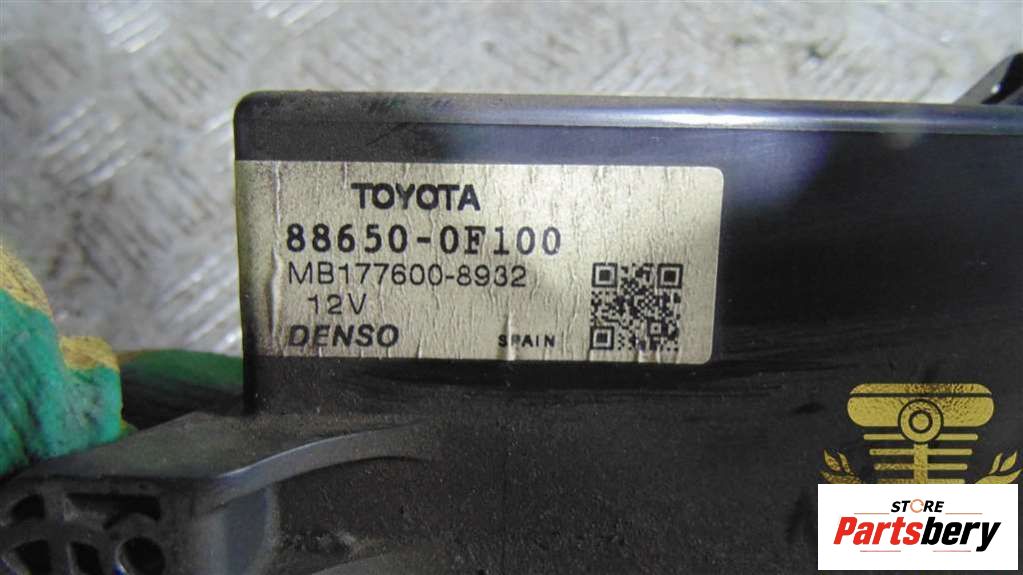 TOYOTA
88650-0F100
MB177600-8932
12V
DENSO SPAIN
STORE
Partsbery